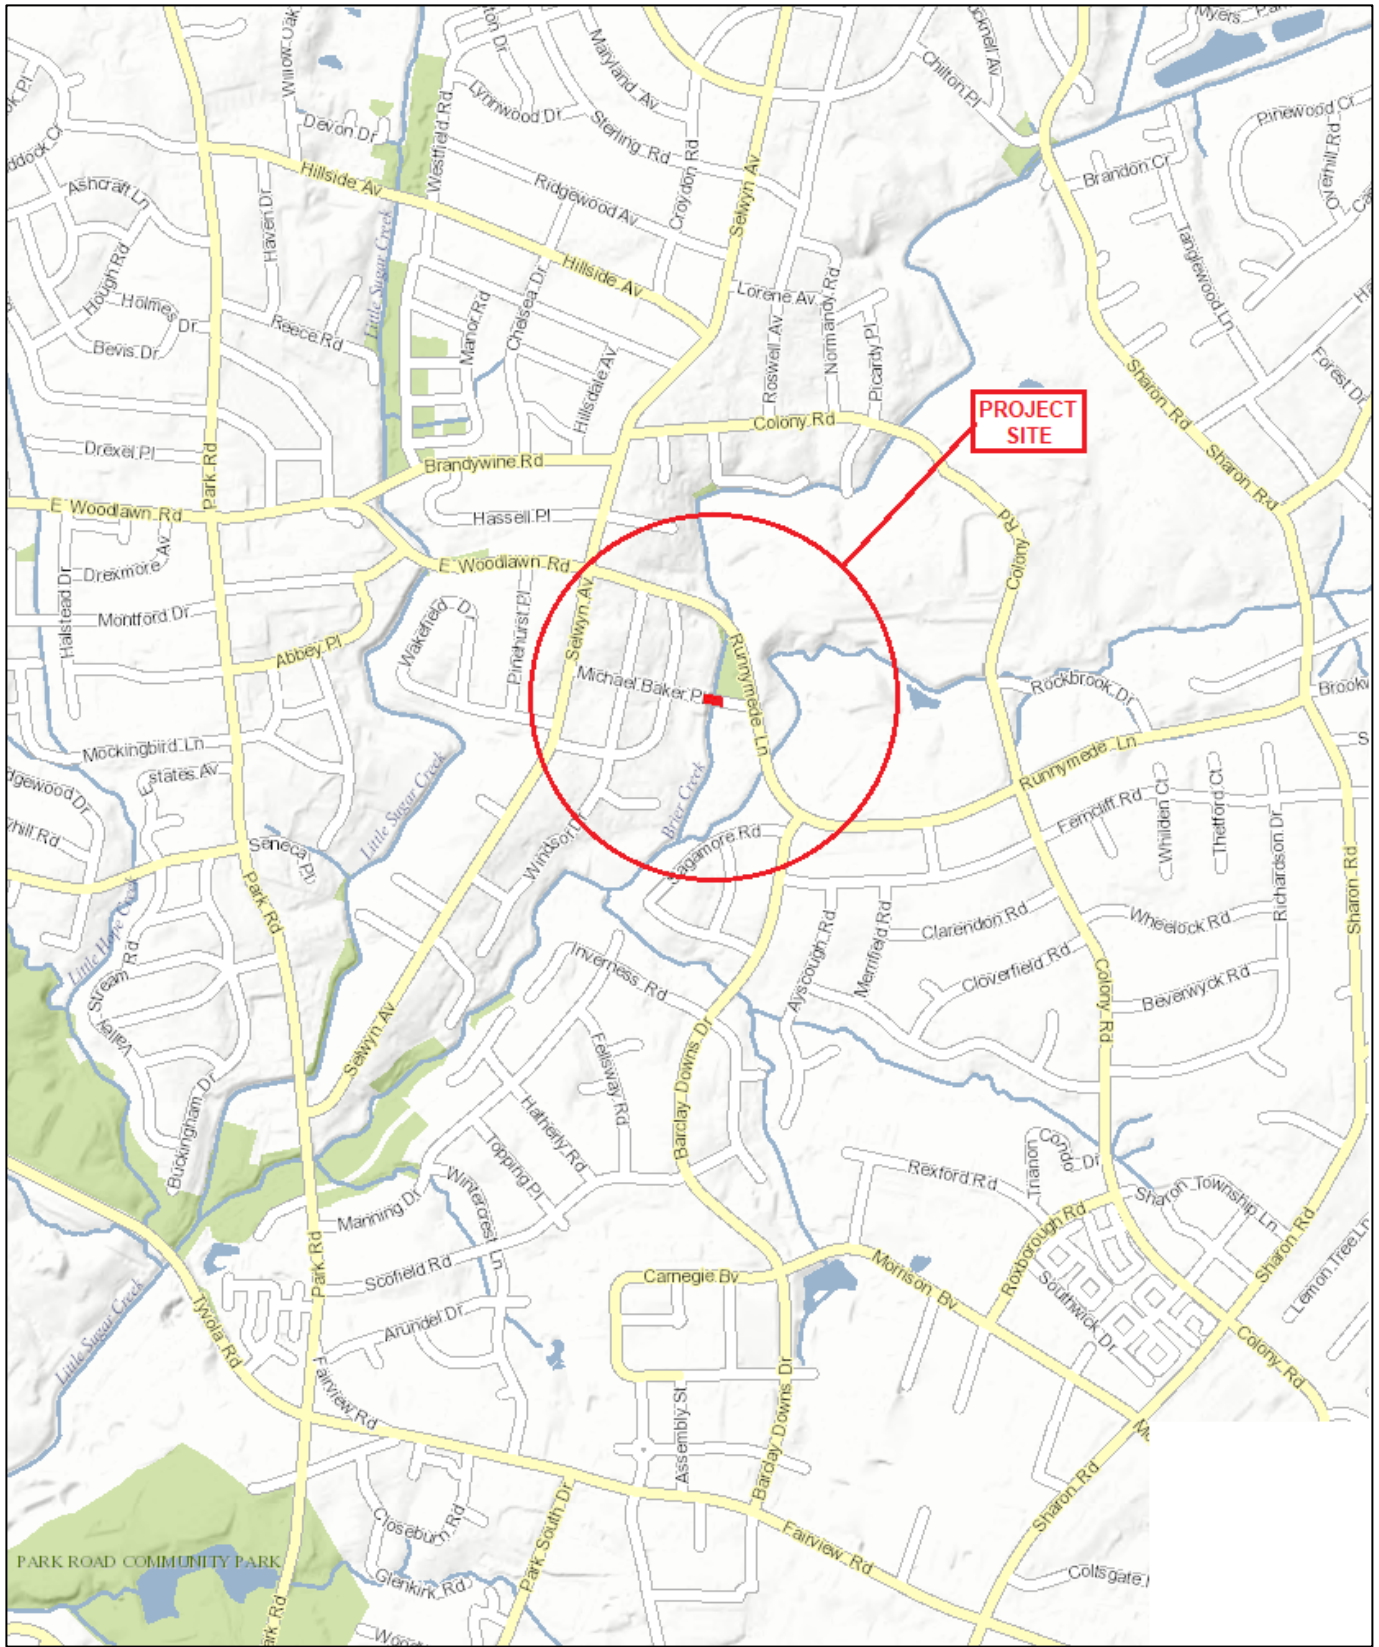 Willow Oak
Maryland Av
Chilton Pl
Lynnwood Dr
Pinewood Cr
Devon Dr
Westfield Rd
Sterling Rd
Overhill Rd
Croydon Rd
Selwyn Av
Brandon Cr
Hillside Av
Ashcraft Ln
Ridgewood Av
Haven Dr
Little Sugar Creek
Tanglewood Ln
Hough Rd
Hillside Av
Lorene Av
Holmes Dr
Manor Rd
Chelsea Dr
Normandy Rd
Reece Rd
Roswell Av
Picardy Pl
Bevis Dr
Hillsdale Av
Sharon Rd
Forest Dr
PROJECT
SITE
Colony Rd
Drexel Pl
Park Rd
Brandywine Rd
Sharon Rd
E Woodlawn Rd
Hassell Pl
Colony Rd
Drexmore Av
E Woodlawn Rd
Halstead Dr
Montford Dr
Wakefield Dr
Pinehurst Pl
Selwyn Av
Abbey Pl
Runnymede Ln
Michael Baker Pl
Rockbrook Dr
Mockingbird Ln
Runnymede Ln
Estates Av
Little Sugar Creek
Brier Creek
Ferncliff Rd
Whilden Ct
Thetford Ct
Seneca Pl
Windsor Dr
Sagamore Rd
Richardson Dr
Park Rd
Little Hope Creek
Ayscough Rd
Merrifield Rd
Clarendon Rd
Wheelock Rd
Sharon Rd
Inverness Rd
Cloverfield Rd
Beverwyck Rd
Valley Stream Rd
Selwyn Av
Colony Rd
Barclay Downs Dr
Fellsway Rd
Buckingham Dr
Hatherly Rd
Topping Pl
Trianon
Condo Dr
Rexford Rd
Wintercrest Ln
Manning Dr
Sharon Township Ln
Roxborough Rd
Park Rd
Scofield Rd
Carnegie Bv
Morrison Bv
Sharon Rd
Lemon Tree Ln
Southwick Dr
Little Sugar Creek
Tyvola Rd
Arundel Dr
Colony Rd
Fairview Rd
Assembly St
Barclay Downs Dr
Sharon Rd
Closeburn Rd
Park South Dr
Fairview Rd
PARK ROAD COMMUNITY PARK
Glenkirk Rd
Coltsgate